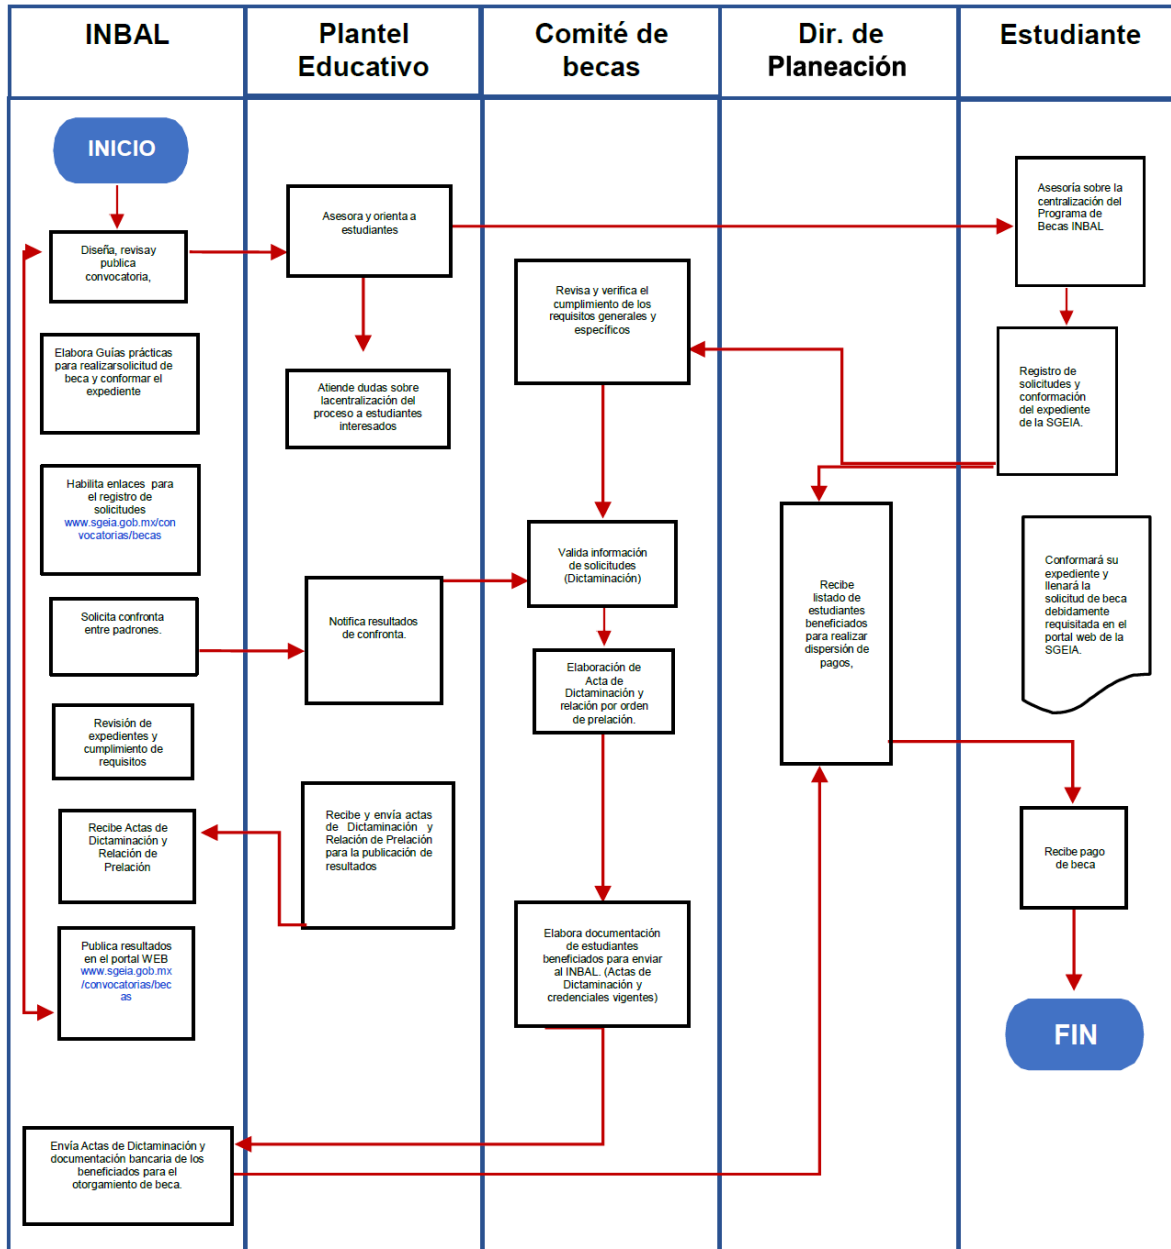 INBAL
Plantel
Educativo
Comité de
becas
Dir. de
Planeación
Estudiante
INICIO
Diseña, revisay
publica
convocatoria,
Elabora Guías prácticas
para realizarsolicitud de
beca y conformar el
expediente
Habilita enlaces para
el registro de
solicitudes
www.sgeia.gob.mx/con
vocatorias/becas
Solicita confronta
entre padrones.
Revisión de
expedientes y
cumplimiento de
requisitos
Recibe Actas de
Dictaminación y
Relación de
Prelación
Publica resultados
en el portal WEB
www.sgeia.gob.mx
/convocatorias/bec
as
Envía Actas de Dictaminación y
documentación bancaria de los
beneficiados para el
otorgamiento de beca.
Asesora y orienta a
estudiantes
Atiende dudas sobre
lacentralización del
proceso a estudiantes
interesados
Notifica resultados
de confronta.
Recibe y envía actas
de Dictaminación y
Relación de Prelación
para la publicación de
resultados
Revisa y verifica el
cumplimiento de los
requisitos generales y
específicos
Valida información
de solicitudes
(Dictaminación)
Elaboración de
Acta de
Dictaminación y
relación por orden
de prelación.
Elabora documentación
de estudiantes
beneficiados para enviar
al INBAL. (Actas de
Dictaminación y
credenciales vigentes)
Recibe
listado de
estudiantes
beneficiados
para realizar
dispersión de
pagos,
Asesoría sobre la
centralización del
Programa de
Becas INBAL
Registro de
solicitudes y
conformación
del expediente
de la SGEIA.
Conformará su
expediente y
llenará la
solicitud de beca
debidamente
requisitada en el
portal web de la
SGEIA.
Recibe pago
de beca
FIN